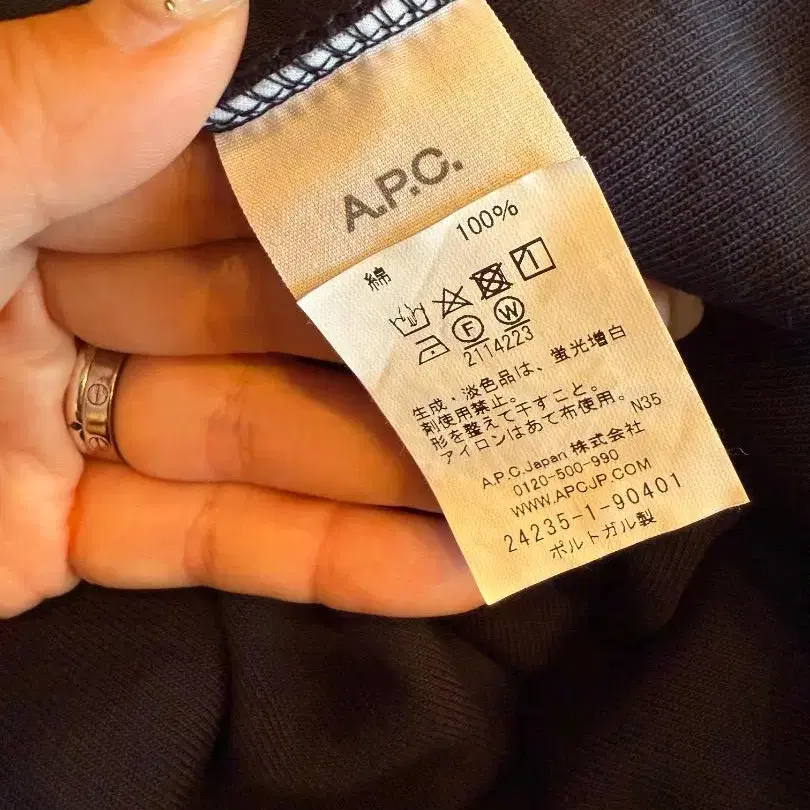 A.P.C.
綿 100%
F W
2114223
生成・淡色品は、蛍光増白
剤使用禁止。
形を整えて干すこと。
アイロンはあて布使用。 N35
A.P.C.Japan 株式会社
0120-500-990
WWW.APCJP.COM
24235-1-90401
ポルトガル製